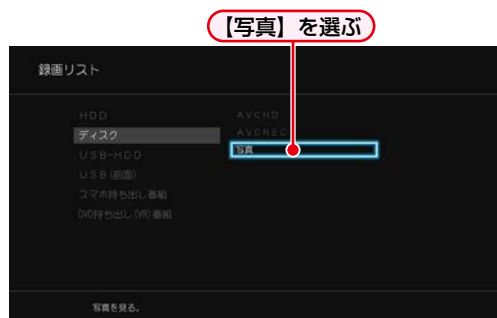 【写真】を選ぶ
録画リスト
HDD
ディスク
USB-HDD
USB(前面)
スマホ持ち出し番組
DVD持ち出し(VR)番組
AVCHD
AVCREC
写真
写真を見る。